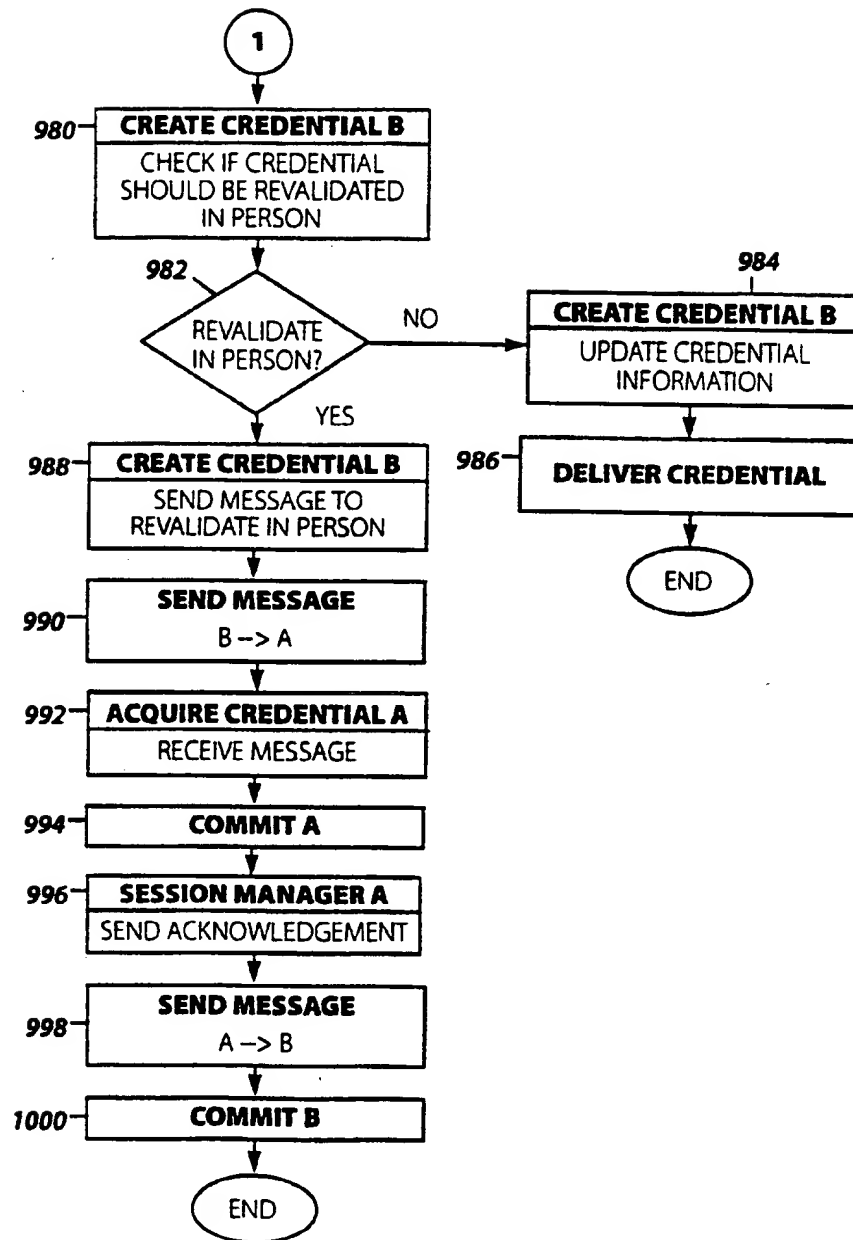 1
980
CREATE CREDENTIAL B
CHECK IF CREDENTIAL
SHOULD BE REVALIDATED
IN PERSON
982
REVALIDATE
IN PERSON?
NO
YES
984
CREATE CREDENTIAL B
UPDATE CREDENTIAL
INFORMATION
986
DELIVER CREDENTIAL
END
988
CREATE CREDENTIAL B
SEND MESSAGE TO
REVALIDATE IN PERSON
990
SEND MESSAGE
B --> A
992
ACQUIRE CREDENTIAL A
RECEIVE MESSAGE
994
COMMIT A
996
SESSION MANAGER A
SEND ACKNOWLEDGEMENT
998
SEND MESSAGE
A --> B
1000
COMMIT B
END